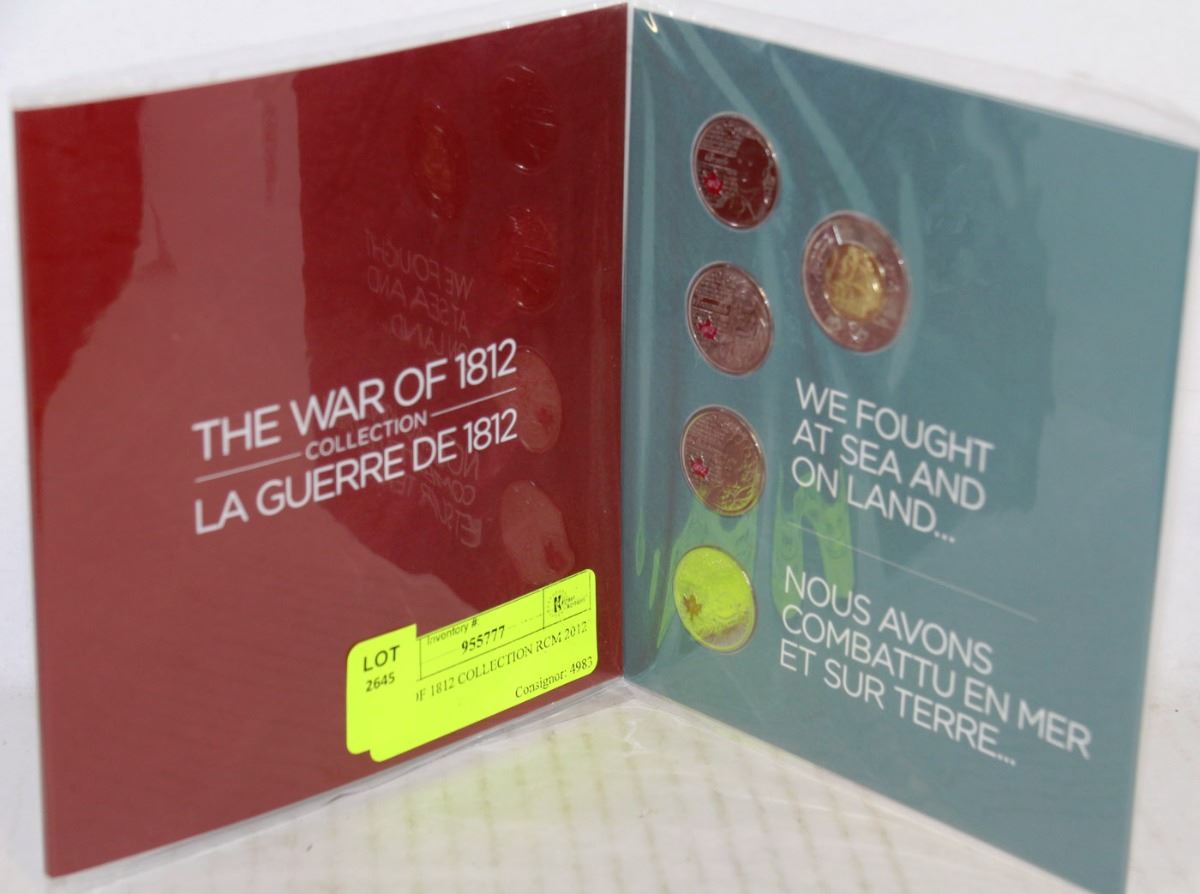 THE WAR OF 1812
COLLECTION
LA GUERRE DE 1812
LOT
2645
Inventory #:
955777
OF 1812 COLLECTION RCM 2012
Consignor: 4983
WE FOUGHT
AT SEA AND
ON LAND...
NOUS AVONS
COMBATTU EN MER
ET SUR TERRE...